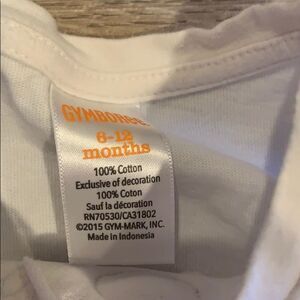 GYMBOREE
6-12
months
100% Cotton
Exclusive of decoration
100% Coton
Sauf la décoration
RN70530/CA31802
©2015 GYM-MARK, INC.
Made in Indonesia